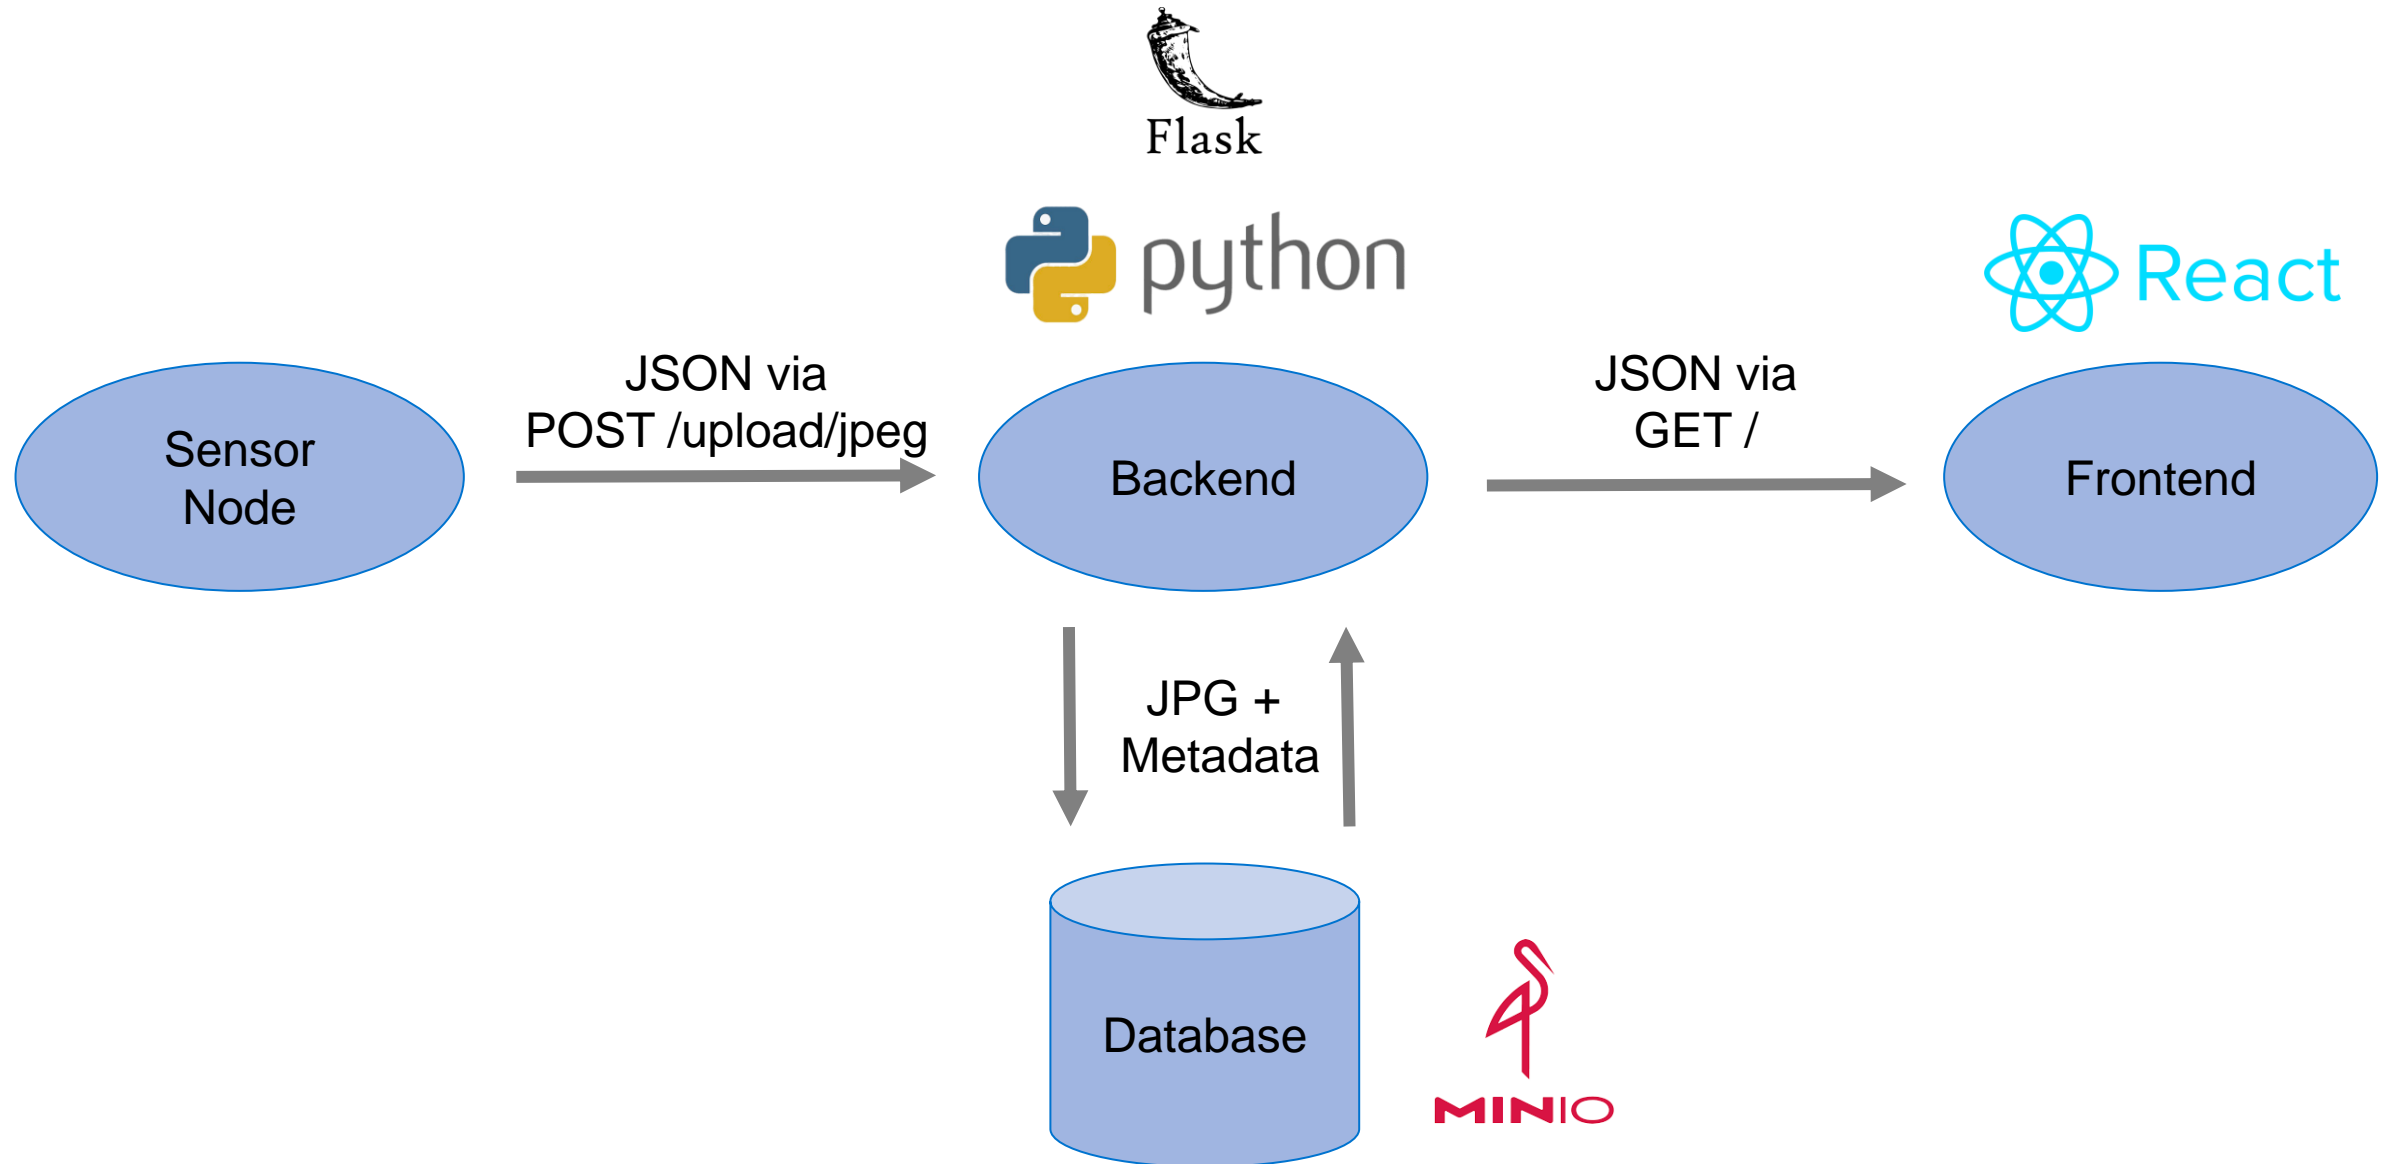 Flask
python
React
JSON via
POST /upload/jpeg
JSON via
GET /
Sensor
Node
Backend
Frontend
JPG +
Metadata
Database
MINIO